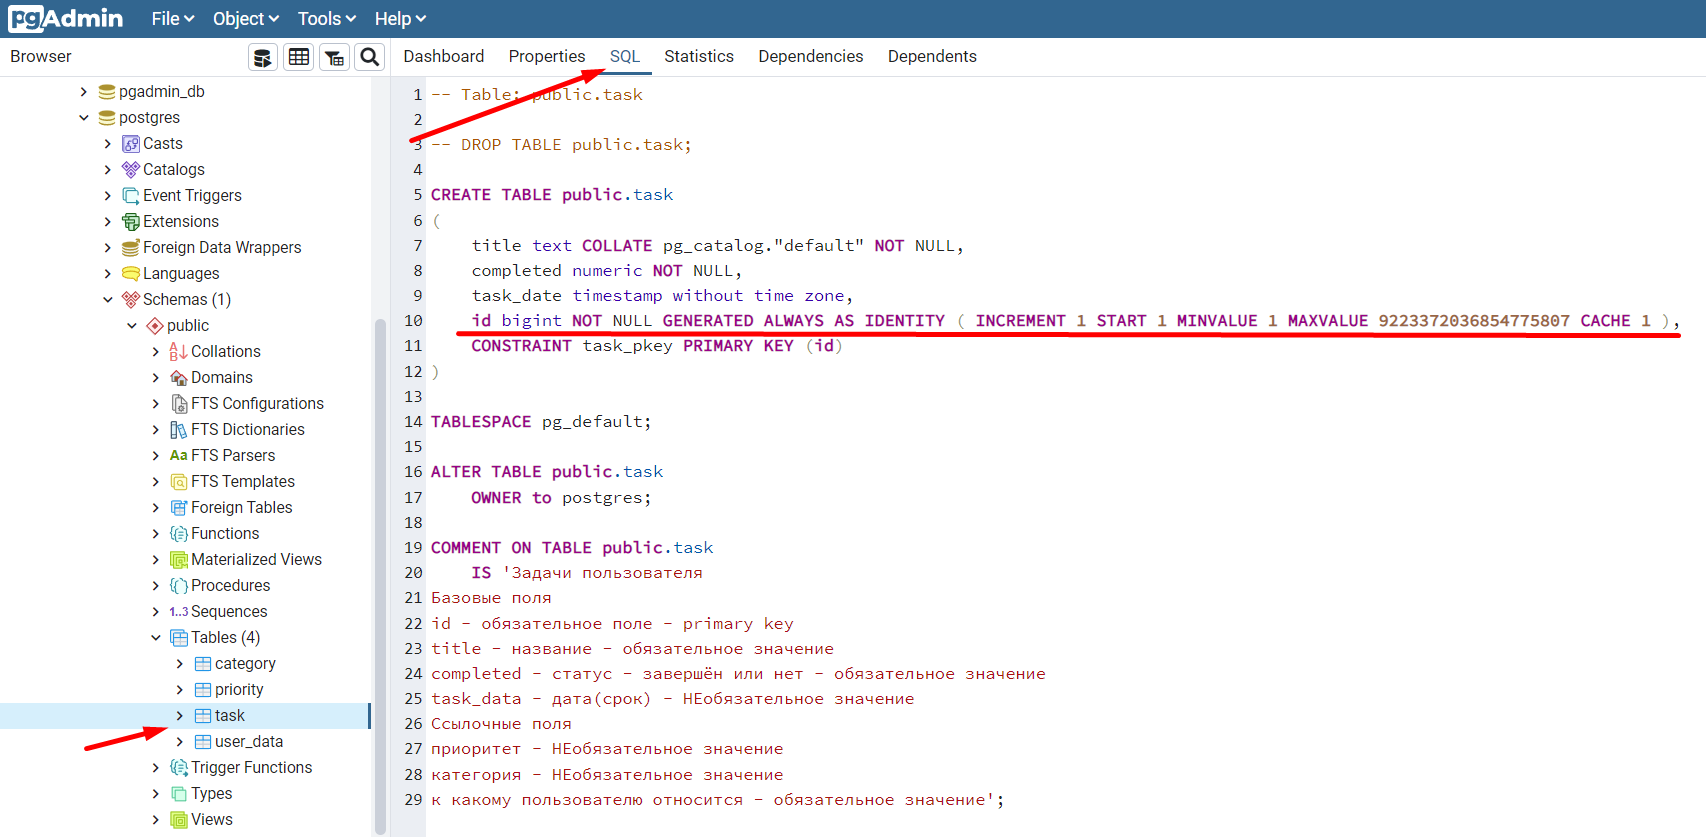 pgAdmin File Object Tools Help
Browser
Dashboard Properties SQL Statistics Dependencies Dependents
pgadmin_db
postgres
Casts
Catalogs
Event Triggers
Extensions
Foreign Data Wrappers
Languages
Schemas (1)
public
Collations
Domains
FTS Configurations
FTS Dictionaries
Aa FTS Parsers
FTS Templates
Foreign Tables
Functions
Materialized Views
Procedures
1..3 Sequences
Tables (4)
category
priority
task
user_data
Trigger Functions
Types
Views
1 -- Table: public.task
2
3 -- DROP TABLE public.task;
4
5 CREATE TABLE public.task
6 (
7 title text COLLATE pg_catalog."default" NOT NULL,
8 completed numeric NOT NULL,
9 task_date timestamp without time zone,
10 id bigint NOT NULL GENERATED ALWAYS AS IDENTITY ( INCREMENT 1 START 1 MINVALUE 1 MAXVALUE 9223372036854775807 CACHE 1 ),
11 CONSTRAINT task_pkey PRIMARY KEY (id)
12 )
13
14 TABLESPACE pg_default;
15
16 ALTER TABLE public.task
17 OWNER to postgres;
18
19 COMMENT ON TABLE public.task
20 IS 'Задачи пользователя
21 Базовые поля
22 id - обязательное поле - primary key
23 title - название - обязательное значение
24 completed - статус - завершён или нет - обязательное значение
25 task_data - дата(срок) - НЕобязательное значение
26 Ссылочные поля
27 приоритет - НЕобязательное значение
28 категория - НЕобязательное значение
29 к какому пользователю относится - обязательное значение';